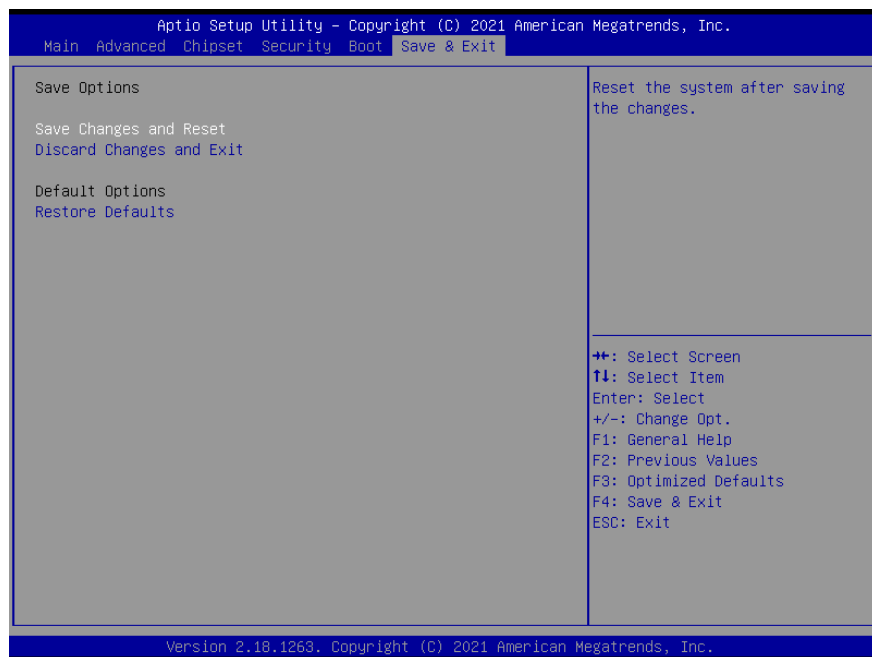 Aptio Setup Utility – Copyright (C) 2021 American Megatrends, Inc.
Main Advanced Chipset Security Boot Save & Exit
Save Options
Save Changes and Reset
Discard Changes and Exit
Default Options
Restore Defaults
Reset the system after saving
the changes.
→←: Select Screen
↑↓: Select Item
Enter: Select
+/-: Change Opt.
F1: General Help
F2: Previous Values
F3: Optimized Defaults
F4: Save & Exit
ESC: Exit
Version 2.18.1263. Copyright (C) 2021 American Megatrends, Inc.